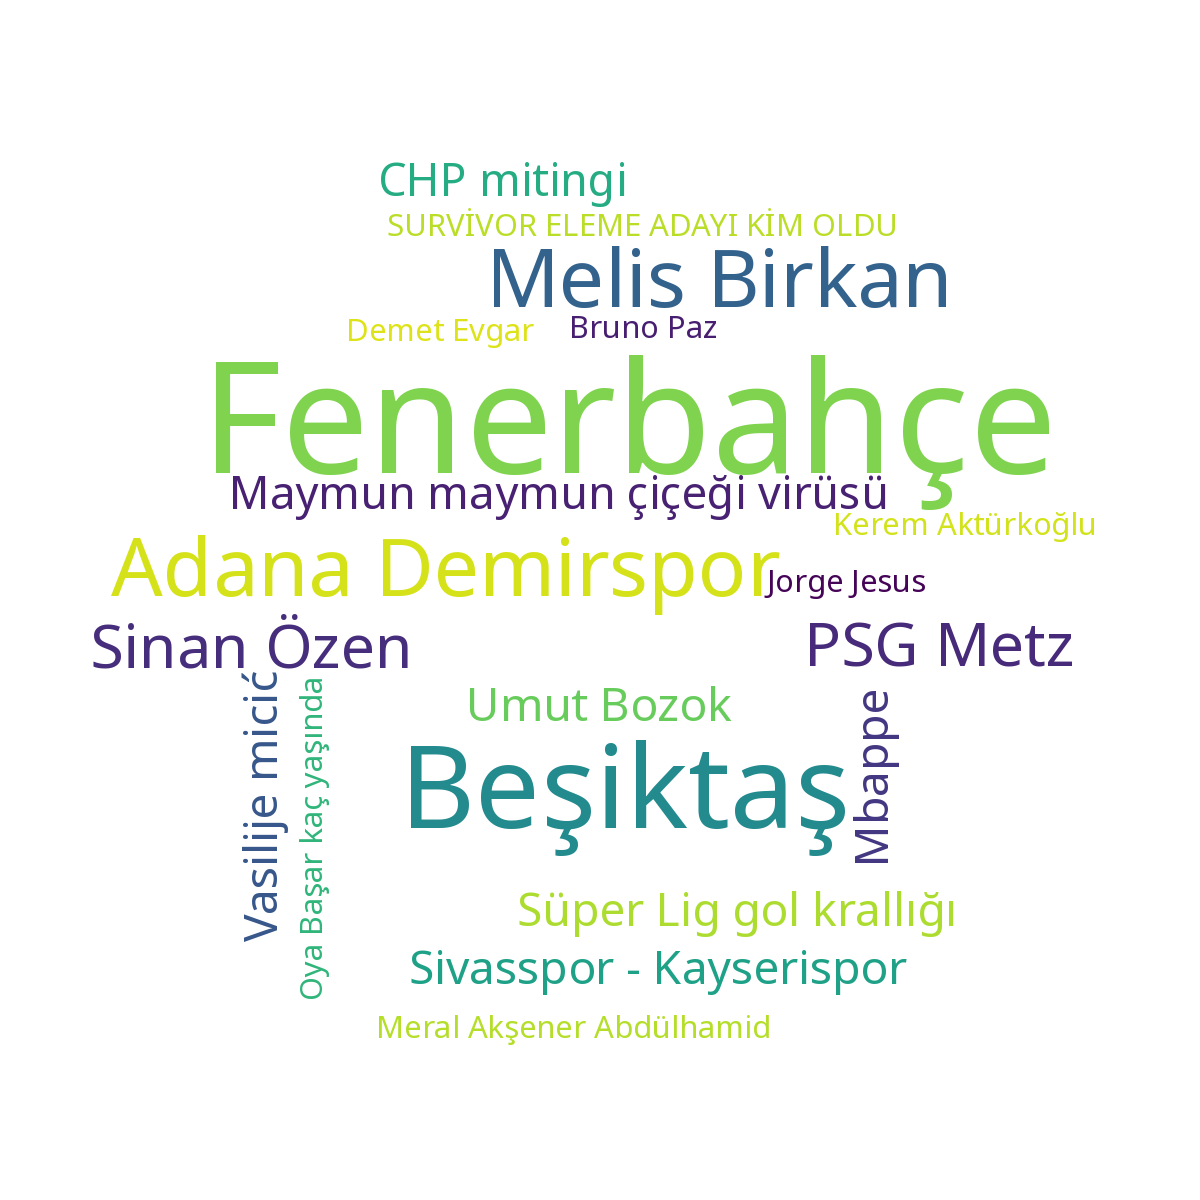 CHP mitingi
SURVİVOR ELEME ADAYI KİM OLDU
Melis Birkan
Demet Evgar
Bruno Paz
Fenerbahçe
Maymun maymun çiçeği virüsü
Kerem Aktürkoğlu
Adana Demirspor
Jorge Jesus
Sinan Özen
PSG Metz
Vasilije micić
Oya Başar kaç yaşında
Umut Bozok
Mbappe
Beşiktaş
Süper Lig gol krallığı
Sivasspor - Kayserispor
Meral Akşener Abdülhamid